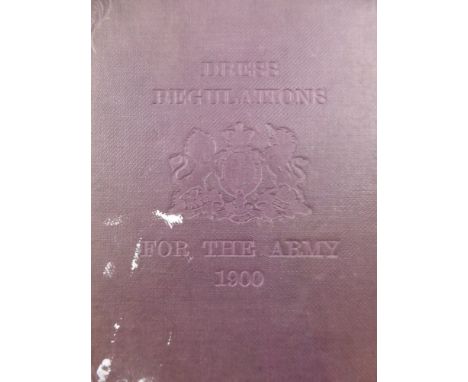 DRESS
REGULATIONS
FOR THE ARMY
1900